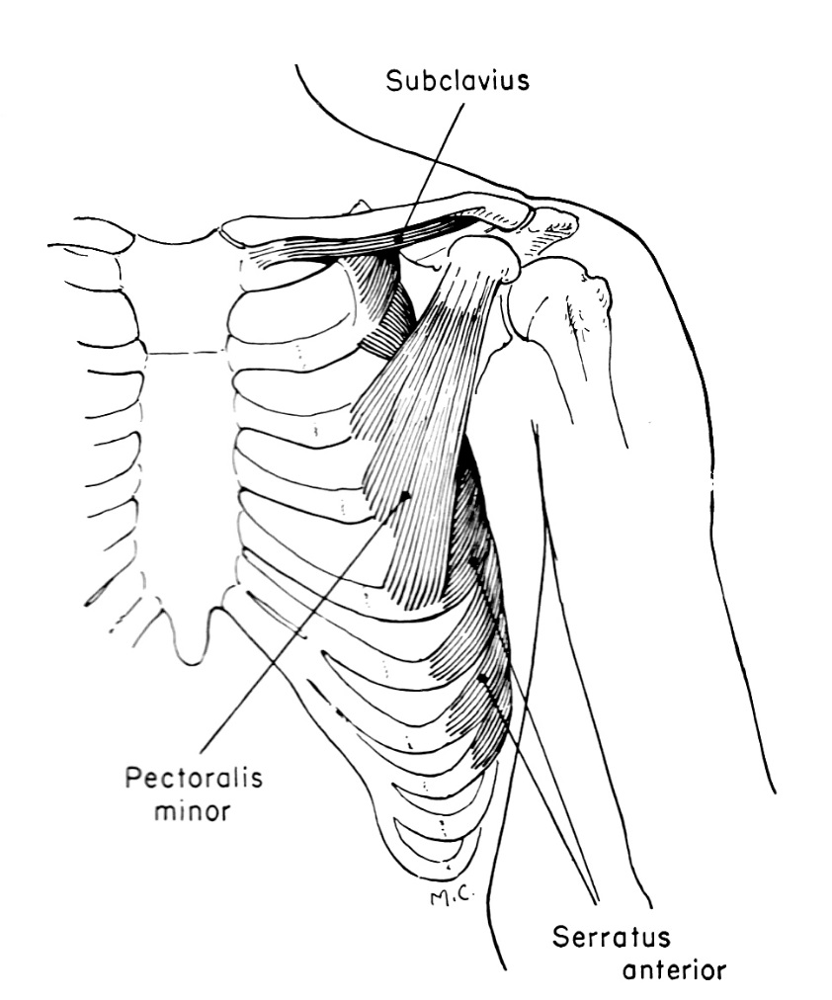 Subclavius
Pectoralis
minor
M.C.
Serratus
anterior